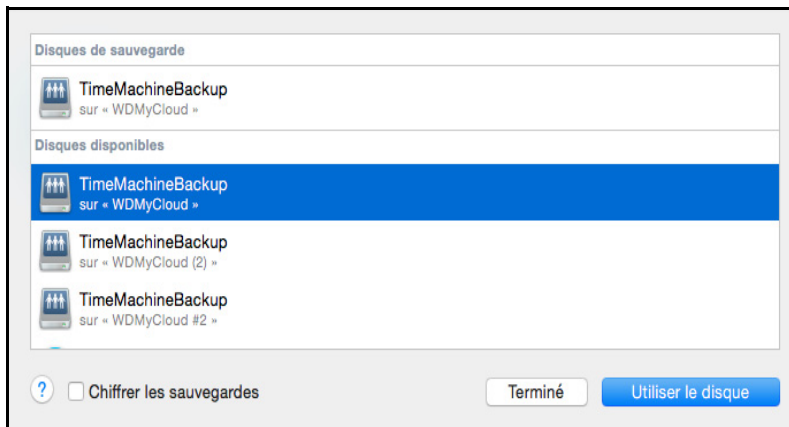 Disques de sauvegarde
TimeMachineBackup
sur « WDMyCloud »
Disques disponibles
TimeMachineBackup
sur « WDMyCloud »
TimeMachineBackup
sur « WDMyCloud (2) »
TimeMachineBackup
sur « WDMyCloud #2 »
? Chiffrer les sauvegardes Terminé Utiliser le disque